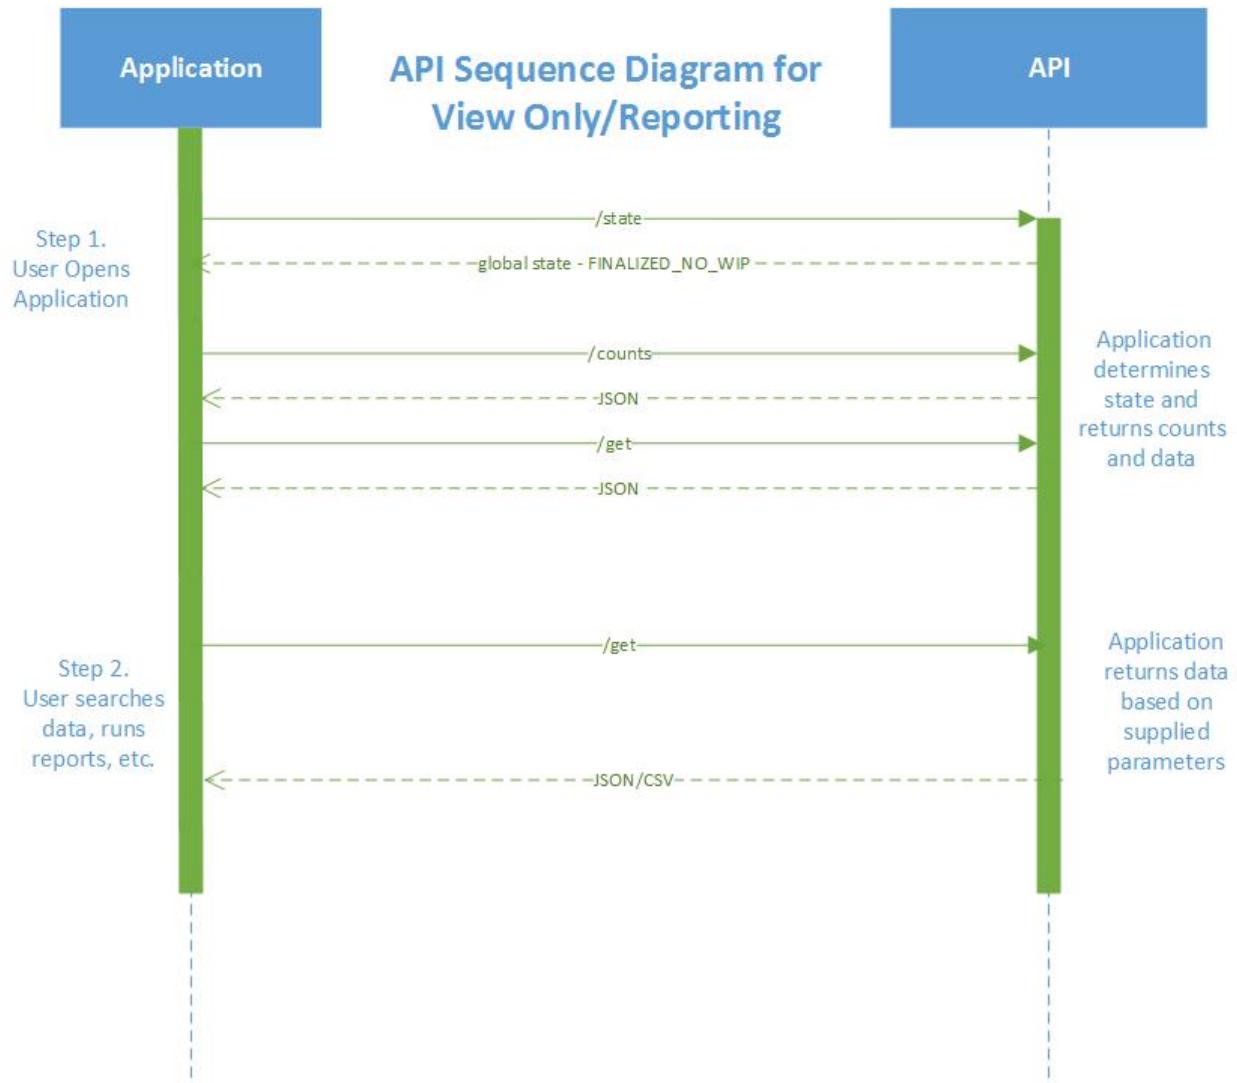 Application
API Sequence Diagram for
View Only/Reporting
API
/state
Step 1.
User Opens
Application
global state - FINALIZED_NO_WIP
/counts
JSON
/get
JSON
Application
determines
state and
returns counts
and data
/get
Step 2.
User searches
data, runs
reports, etc.
Application
returns data
based on
supplied
parameters
JSON/CSV